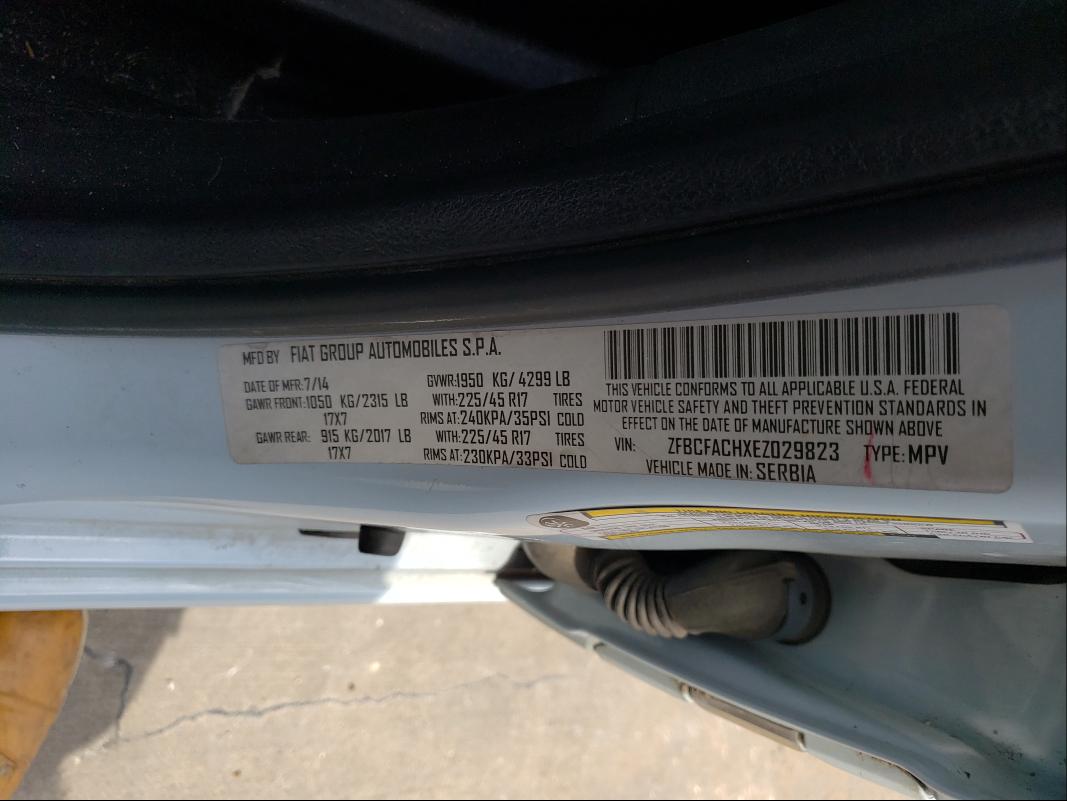 MFD BY FIAT GROUP AUTOMOBILES S.P.A.
DATE OF MFR:7/14 GVWR:1950 KG/4299 LB
GAWR FRONT:1050 KG/2315 LB WITH:225/45 R17 TIRES
17X7 RIMS AT:240KPA/35PSI COLD
GAWR REAR: 915 KG/2017 LB WITH:225/45 R17 TIRES
17X7 RIMS AT:230KPA/33PSI COLD
THIS VEHICLE CONFORMS TO ALL APPLICABLE U.S.A. FEDERAL
MOTOR VEHICLE SAFETY AND THEFT PREVENTION STANDARDS IN
EFFECT ON THE DATE OF MANUFACTURE SHOWN ABOVE
VIN: ZFBCFACHXEZ029823 TYPE:MPV
VEHICLE MADE IN: SERBIA